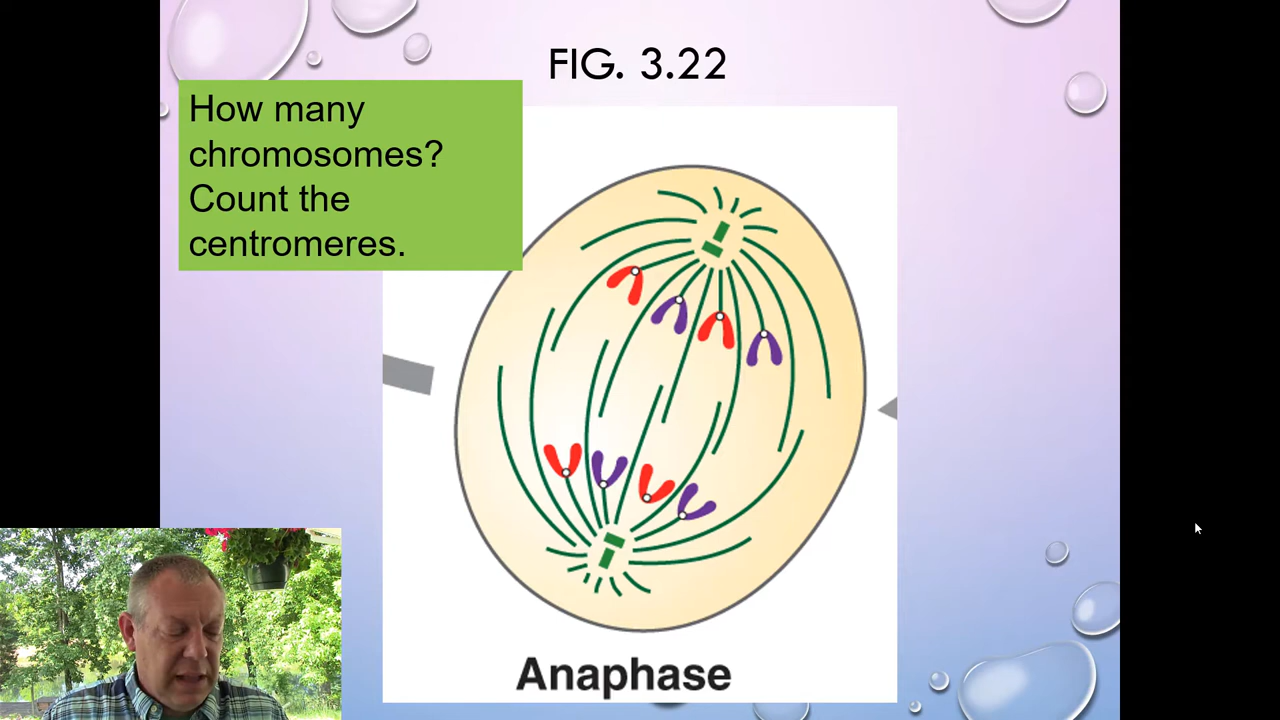 FIG. 3.22
How many
chromosomes?
Count the
centromeres.
Anaphase